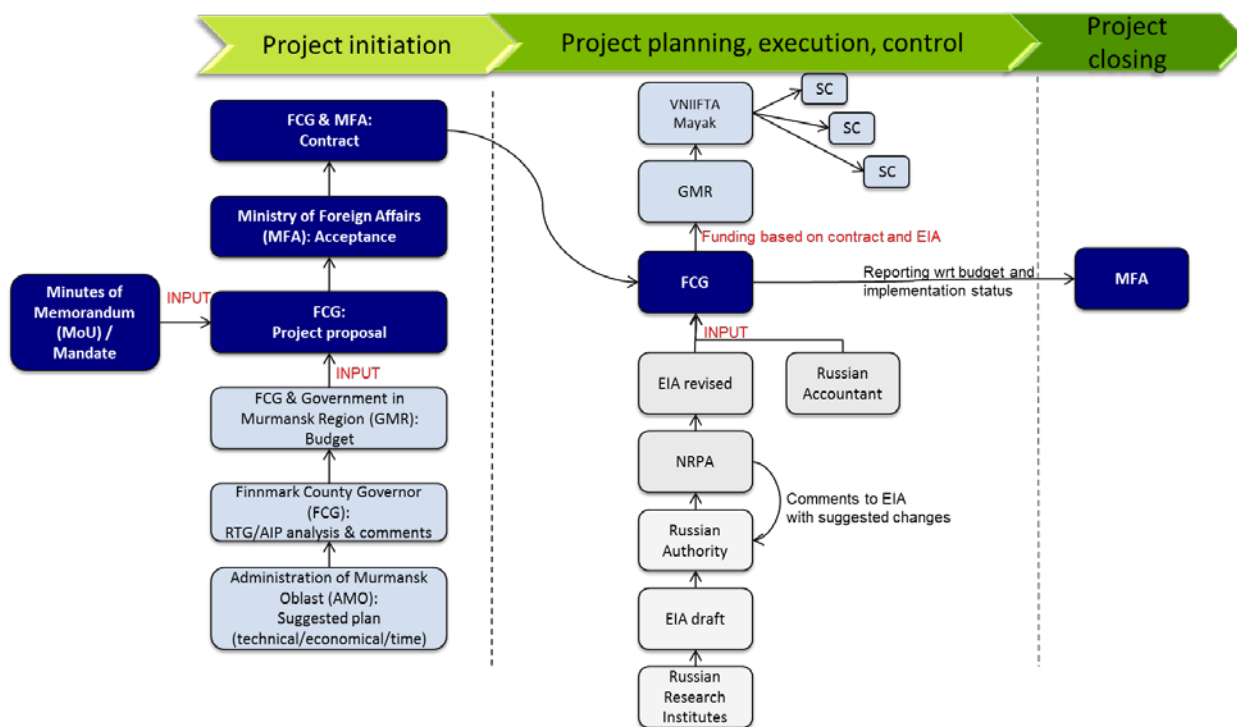 Project initiation
Project planning, execution, control
Project
closing
FCG & MFA:
Contract
Ministry of Foreign Affairs
(MFA): Acceptance
Minutes of
Memorandum
(MoU) /
Mandate
INPUT
FCG:
Project proposal
INPUT
FCG & Government in
Murmansk Region (GMR):
Budget
Finnmark County Governor
(FCG):
RTG/AIP analysis & comments
Administration of Murmansk
Oblast (AMO):
Suggested plan
(technical/economical/time)
VNIIFTA
Mayak
SC
SC
SC
GMR
Funding based on contract and EIA
FCG
Reporting wrt budget and
implementation status
MFA
INPUT
EIA revised
Russian
Accountant
NRPA
Comments to EIA
with suggested changes
Russian
Authority
EIA draft
Russian
Research
Institutes